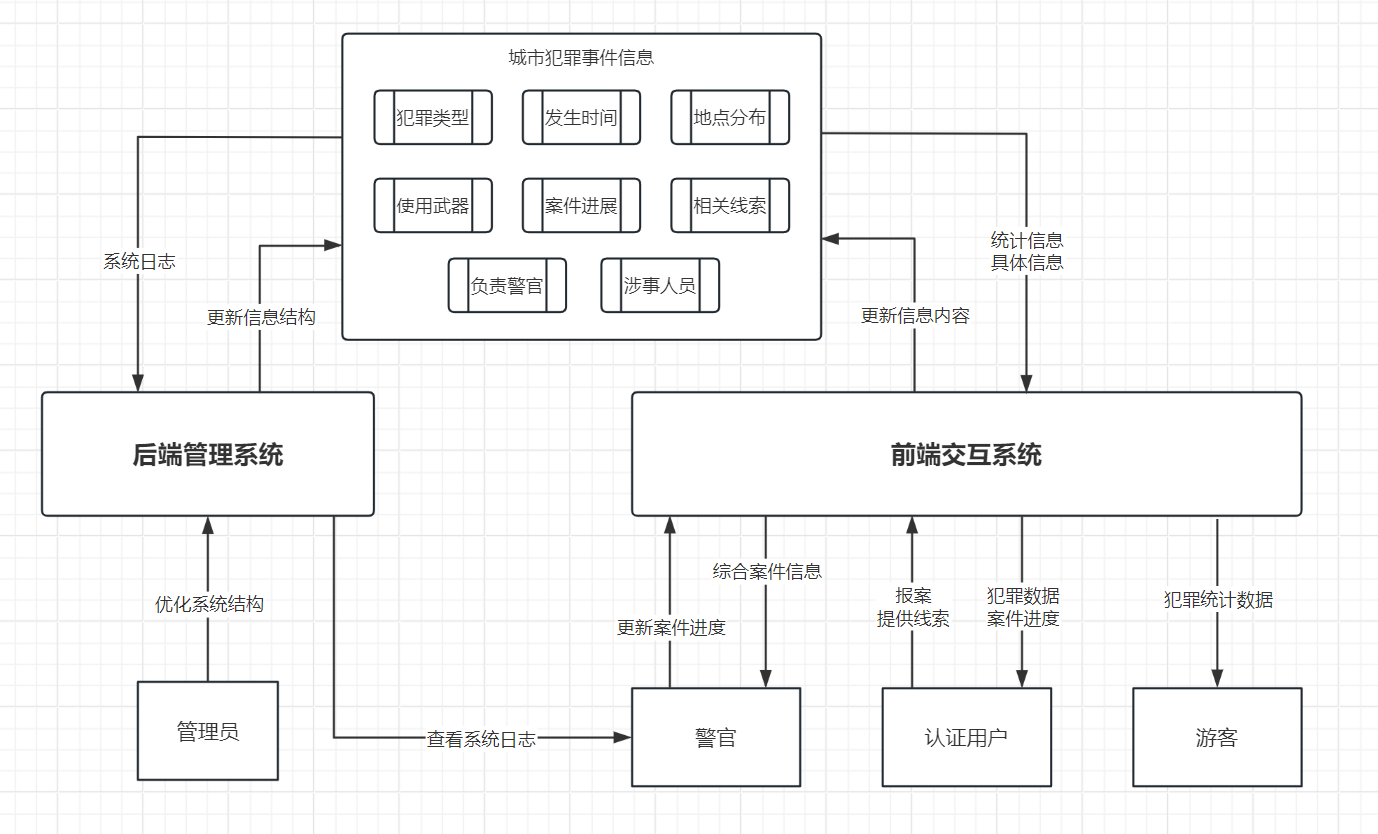 城市犯罪事件信息
犯罪类型
发生时间
地点分布
使用武器
案件进展
相关线索
负责警官
涉事人员
系统日志
更新信息结构
统计信息
具体信息
更新信息内容
后端管理系统
前端交互系统
优化系统结构
综合案件信息
更新案件进度
报案
提供线索
犯罪数据
案件进度
犯罪统计数据
管理员
查看系统日志
警官
认证用户
游客